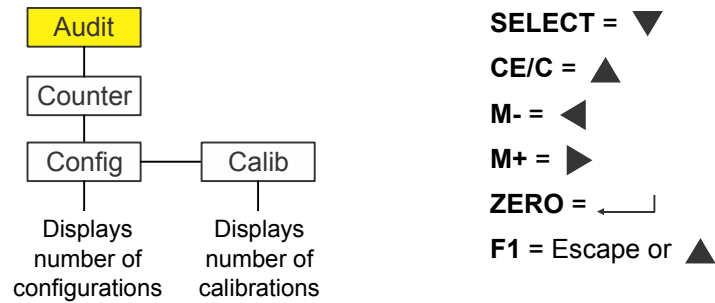 Audit
Counter
Config
Calib
Displays
number of
configurations
Displays
number of
calibrations
SELECT = ▼
CE/C = ▲
M- = ◀
M+ = ▶
ZERO = ↵
F1 = Escape or ▲